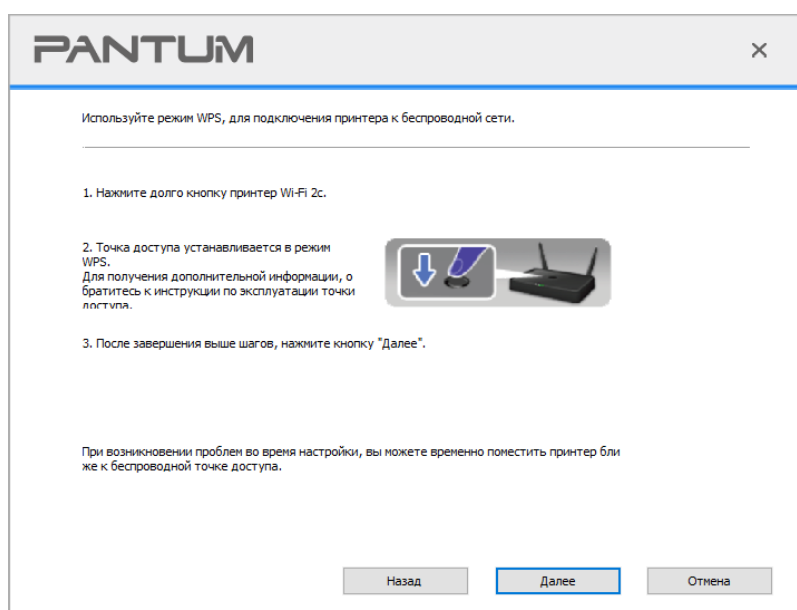 PANTUM
Используйте режим WPS, для подключения принтера к беспроводной сети.
1. Нажмите долго кнопку принтер Wi-Fi 2с.
2. Точка доступа устанавливается в режим
WPS.
Для получения дополнительной информации, о
братитесь к инструкции по эксплуатации точки
доступа.
3. После завершения выше шагов, нажмите кнопку "Далее".
При возникновении проблем во время настройки, вы можете временно поместить принтер бли
же к беспроводной точке доступа.
Назад
Далее
Отмена